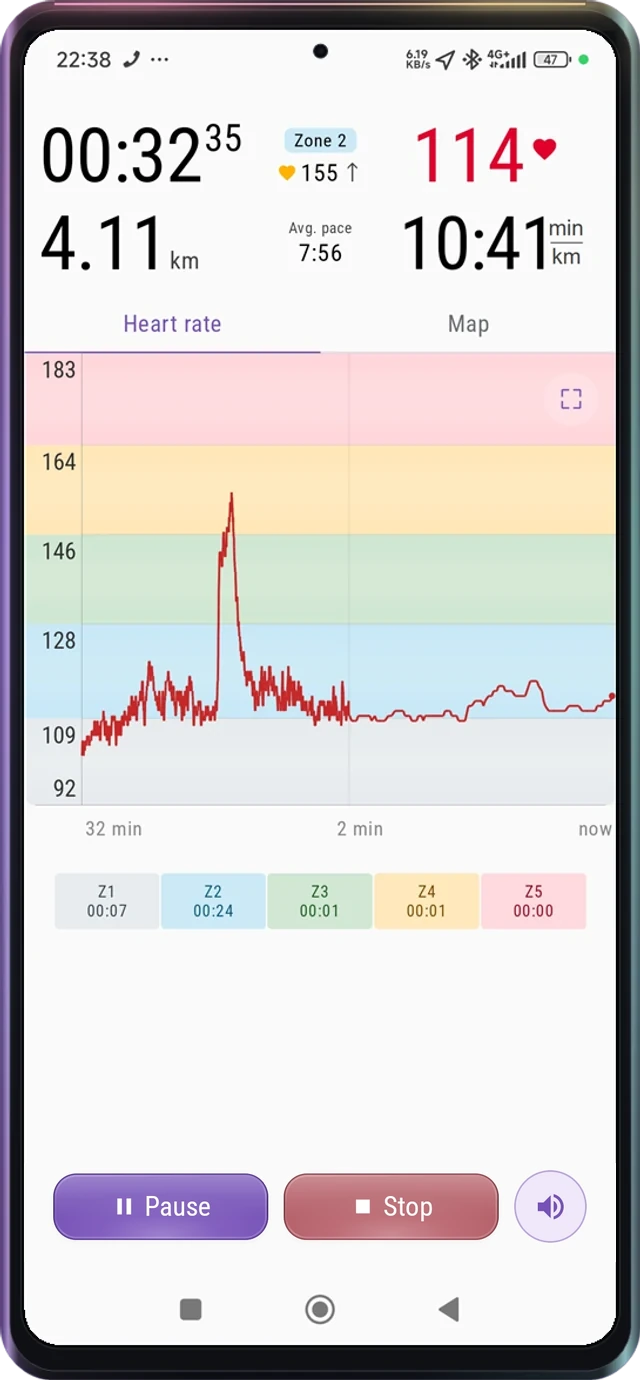 22:38 ...
6.19 KB/s 4G+ 47
00:32 35
Zone 2
155 ↑
114
4.11 km
Avg. pace
7:56
10:41 min km
Heart rate Map
183
164
146
128
109
92
32 min 2 min now
Z1 Z2 Z3 Z4 Z5
00:07 00:24 00:01 00:01 00:00
Pause Stop